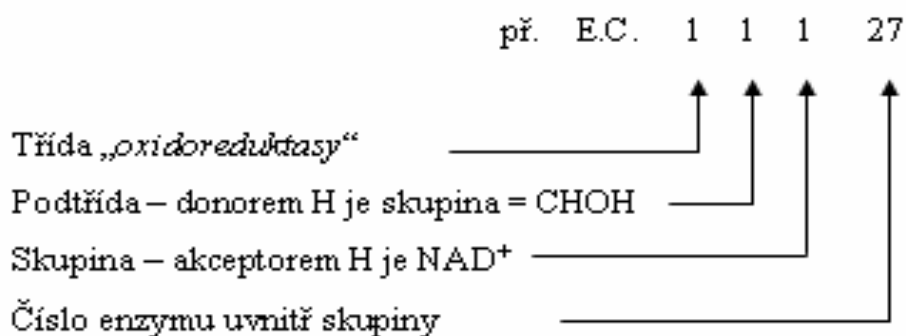 př. E.C. 1 1 1 27
Třída „oxidoreduktasy“
Podtřída – donorem H je skupina = CHOH
Skupina – akceptorem H je NAD⁺
Číslo enzymu uvnitř skupiny